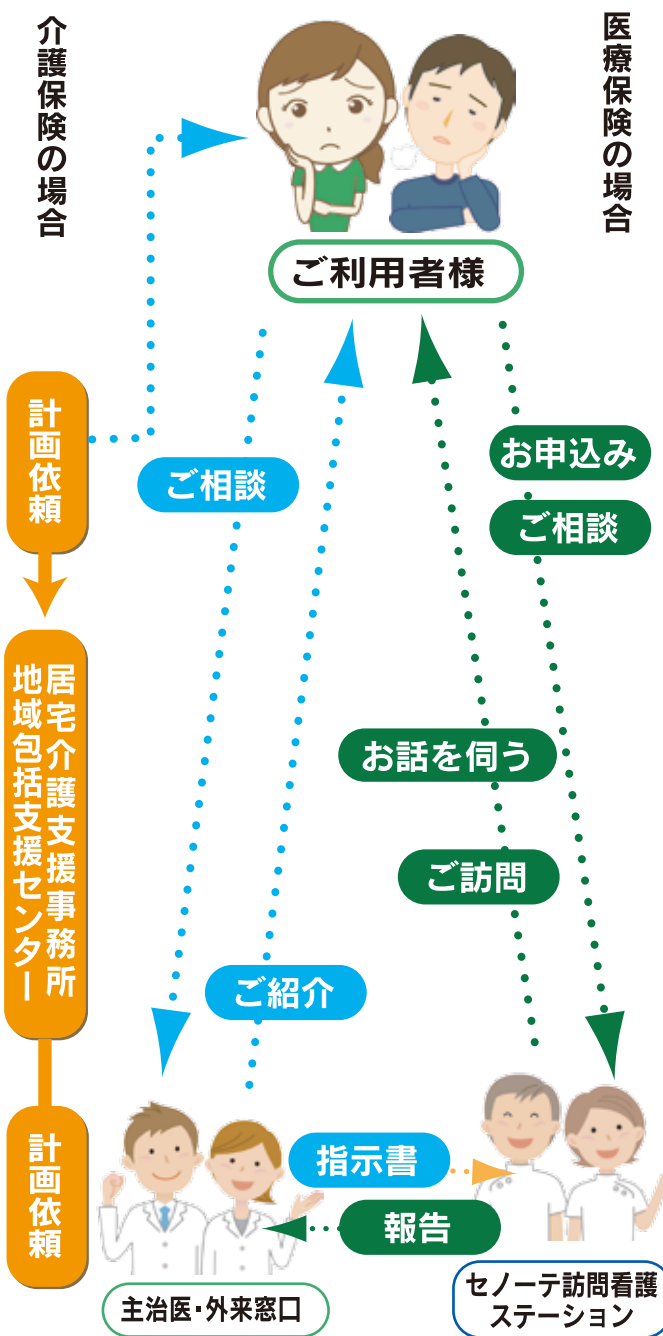 介護保険の場合
医療保険の場合
ご利用者様
計画依頼
ご相談
お申込み
ご相談
居宅介護支援事務所
地域包括支援センター
お話を伺う
ご訪問
ご紹介
計画依頼
指示書
報告
主治医・外来窓口
セノーテ訪問看護
ステーション